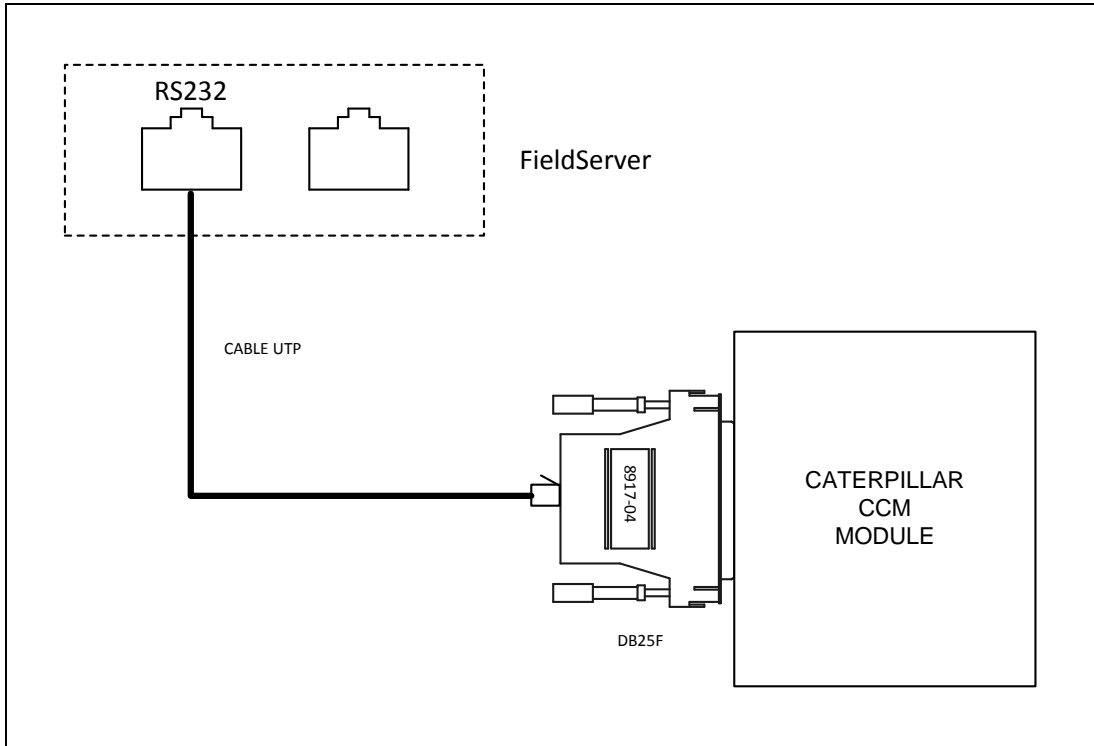 RS232
FieldServer
CABLE UTP
8917-04
CATERPILLAR
CCM
MODULE
DB25F